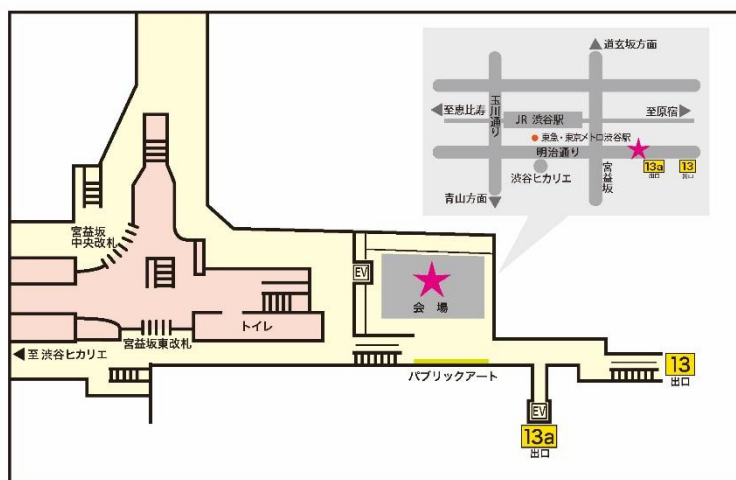 道玄坂方面
至恵比寿
玉川通り
JR 渋谷駅
至原宿
東急・東京メトロ渋谷駅
明治通り
13a
出口
13
出口
渋谷ヒカリエ
宮益坂
青山方面
宮益坂
中央改札
EV
会 場
トイレ
宮益坂東改札
至 渋谷ヒカリエ
パブリックアート
13
出口
EV
13a
出口